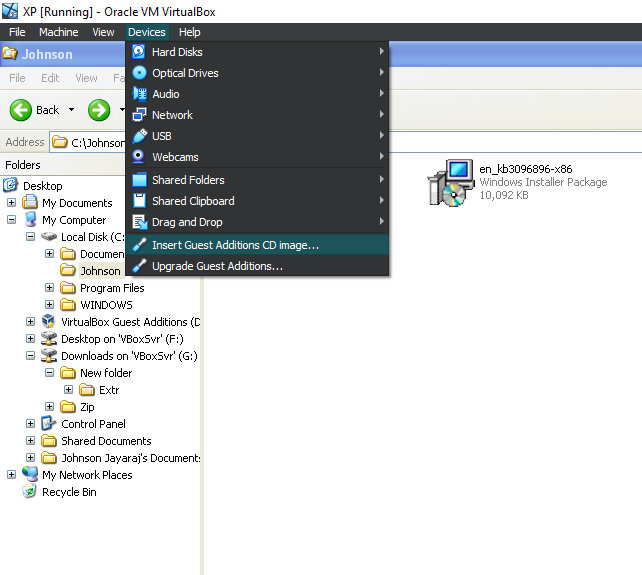 XP [Running] - Oracle VM VirtualBox
File Machine View Devices Help
Johnson
File Edit View Fa
Back
Address C:\Johnson
Folders
Desktop
My Documents
My Computer
Local Disk (C:
Documen
Johnson
Program Files
WINDOWS
VirtualBox Guest Additions (D
Desktop on 'VBoxSvr' (F:)
Downloads on 'VBoxSvr' (G:)
New folder
Extr
Zip
Control Panel
Shared Documents
Johnson Jayaraj's Documents
My Network Places
Recycle Bin
Hard Disks
Optical Drives
Audio
Network
USB
Webcams
Shared Folders
Shared Clipboard
Drag and Drop
Insert Guest Additions CD image...
Upgrade Guest Additions...
en_kb3096896-x86
Windows Installer Package
10,092 KB